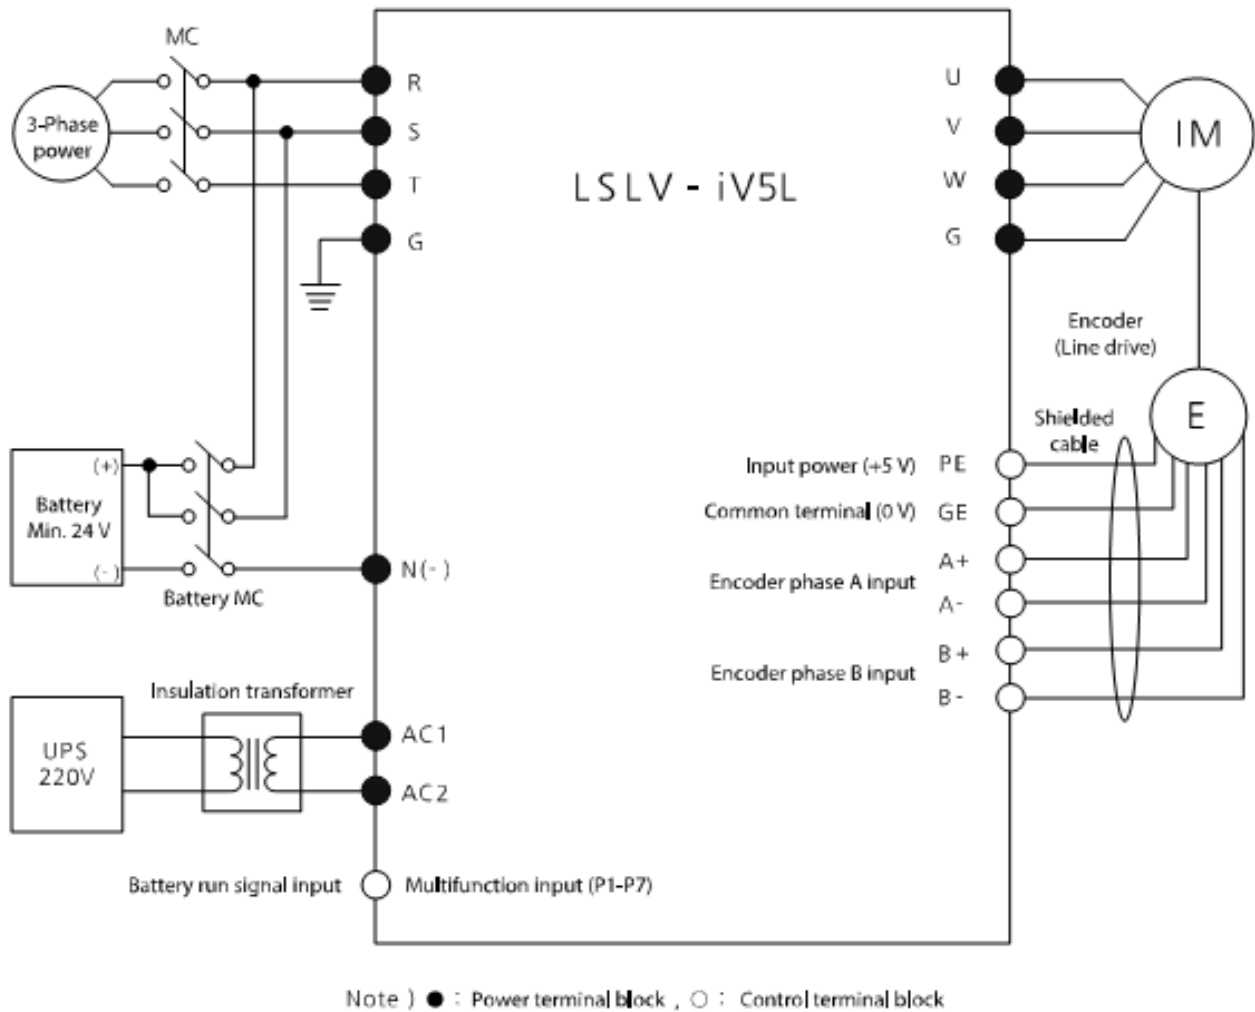 MC
3-Phase
power
R
S
T
G
LSLV - iV5L
U
V
W
G
IM
Encoder
(Line drive)
E
Shielded
cable
Battery
Min. 24 V
(+)
(-)
Battery MC
N(-)
Input power (+5 V) PE
Common terminal (0 V) GE
A+
Encoder phase A input
A-
B+
Encoder phase B input
B-
Insulation transformer
UPS
220V
AC1
AC2
Battery run signal input
Multifunction input (P1-P7)
Note ) ● : Power terminal block , ○ : Control terminal block